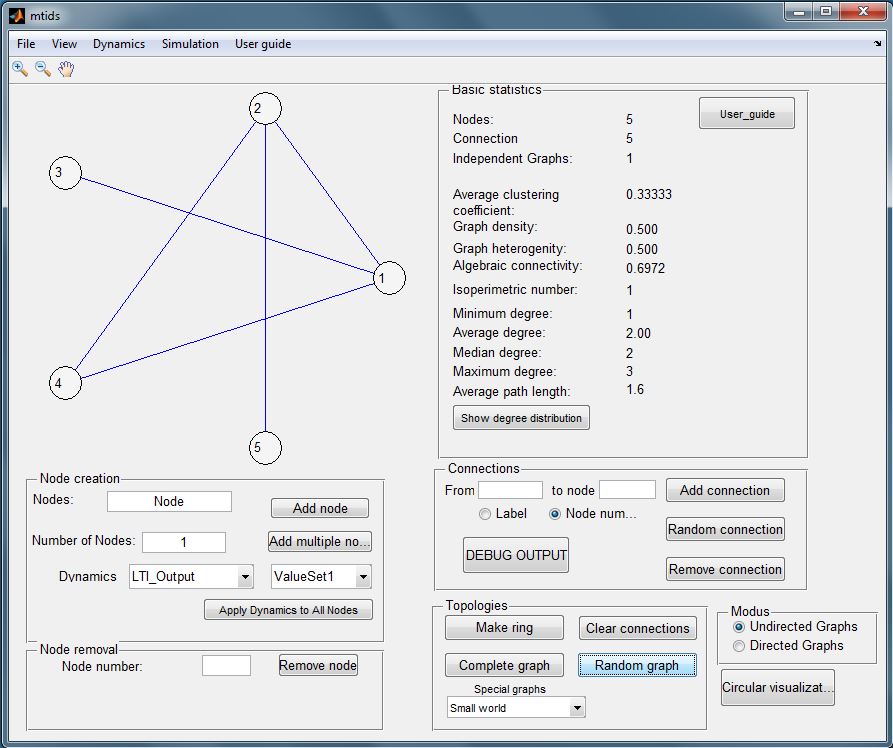 mtids
File View Dynamics Simulation User guide
2
3
1
4
5
Basic statistics
User_guide
Nodes: 5
Connection 5
Independent Graphs: 1
Average clustering
coefficient: 0.33333
Graph density: 0.500
Graph heterogenity: 0.500
Algebraic connectivity: 0.6972
Isoperimetric number: 1
Minimum degree: 1
Average degree: 2.00
Median degree: 2
Maximum degree: 3
Average path length: 1.6
Show degree distribution
Node creation
Nodes: Node Add node
Number of Nodes: 1 Add multiple no...
Dynamics LTI_Output ValueSet1
Apply Dynamics to All Nodes
Node removal
Node number: Remove node
Connections
From to node Add connection
Label Node num...
Random connection
DEBUG OUTPUT
Remove connection
Topologies
Make ring Clear connections
Complete graph Random graph
Special graphs
Small world
Modus
Undirected Graphs
Directed Graphs
Circular visualizat...